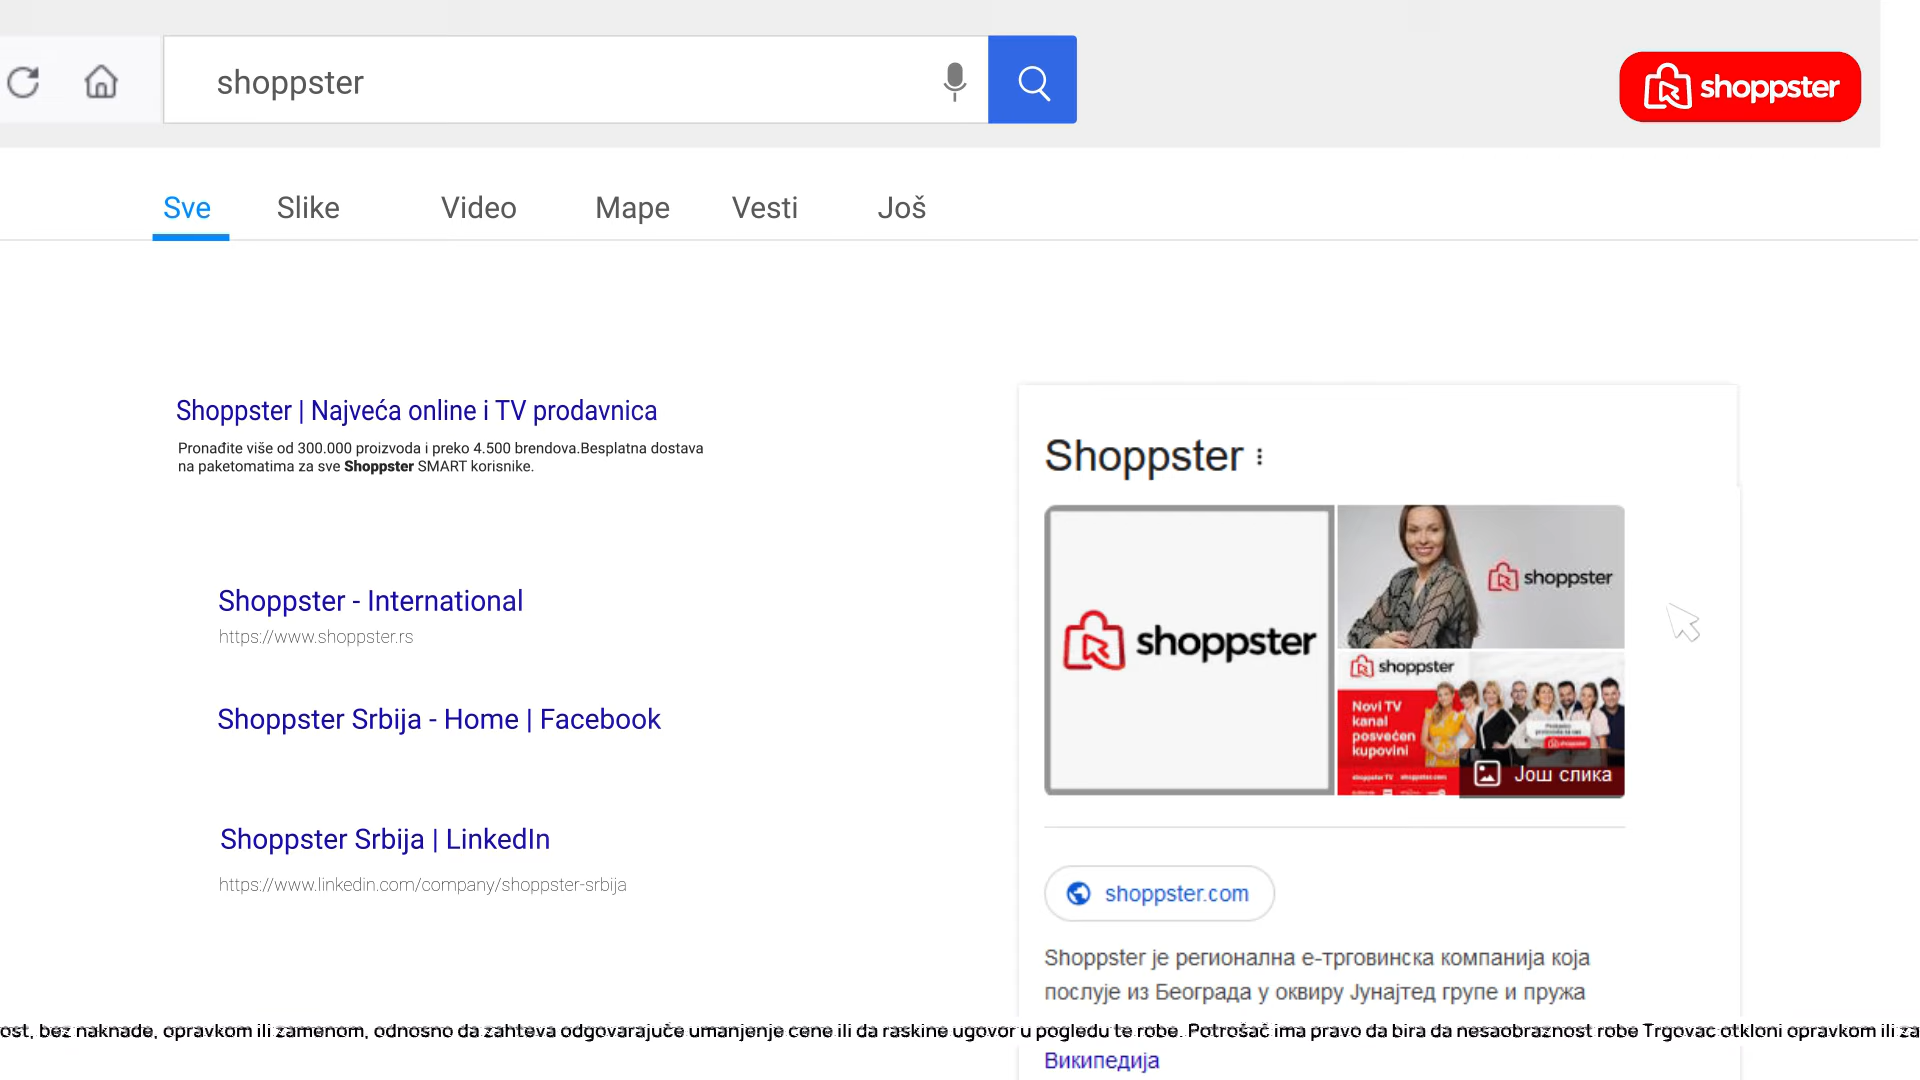 shoppster
shoppster
Sve Slike Video Mape Vesti Još
Shoppster | Najveća online i TV prodavnica
Pronađite više od 300.000 proizvoda i preko 4.500 brendova.Besplatna dostava
na paketomatima za sve Shoppster SMART korisnike.
Shoppster - International
https://www.shoppster.rs
Shoppster Srbija - Home | Facebook
Shoppster Srbija | LinkedIn
https://www.linkedin.com/company/shoppster-srbija
Shoppster
shoppster
shoppster
shoppster
Novi TV
kanal
posvećen
kupovini
Још слика
shoppster.com
Shoppster је регионална е-трговинска компанија која
послује из Београда у оквиру Јунајтед групе и пружа
ost, bez naknade, opravkom ili zamenom, odnosno da zahteva odgovarajuće umanjenje cene ili da raskine ugovor u pogledu te robe. Potrošač ima pravo da bira da nesaobraznost robe Trgovac otkloni opravkom ili za
Википедија